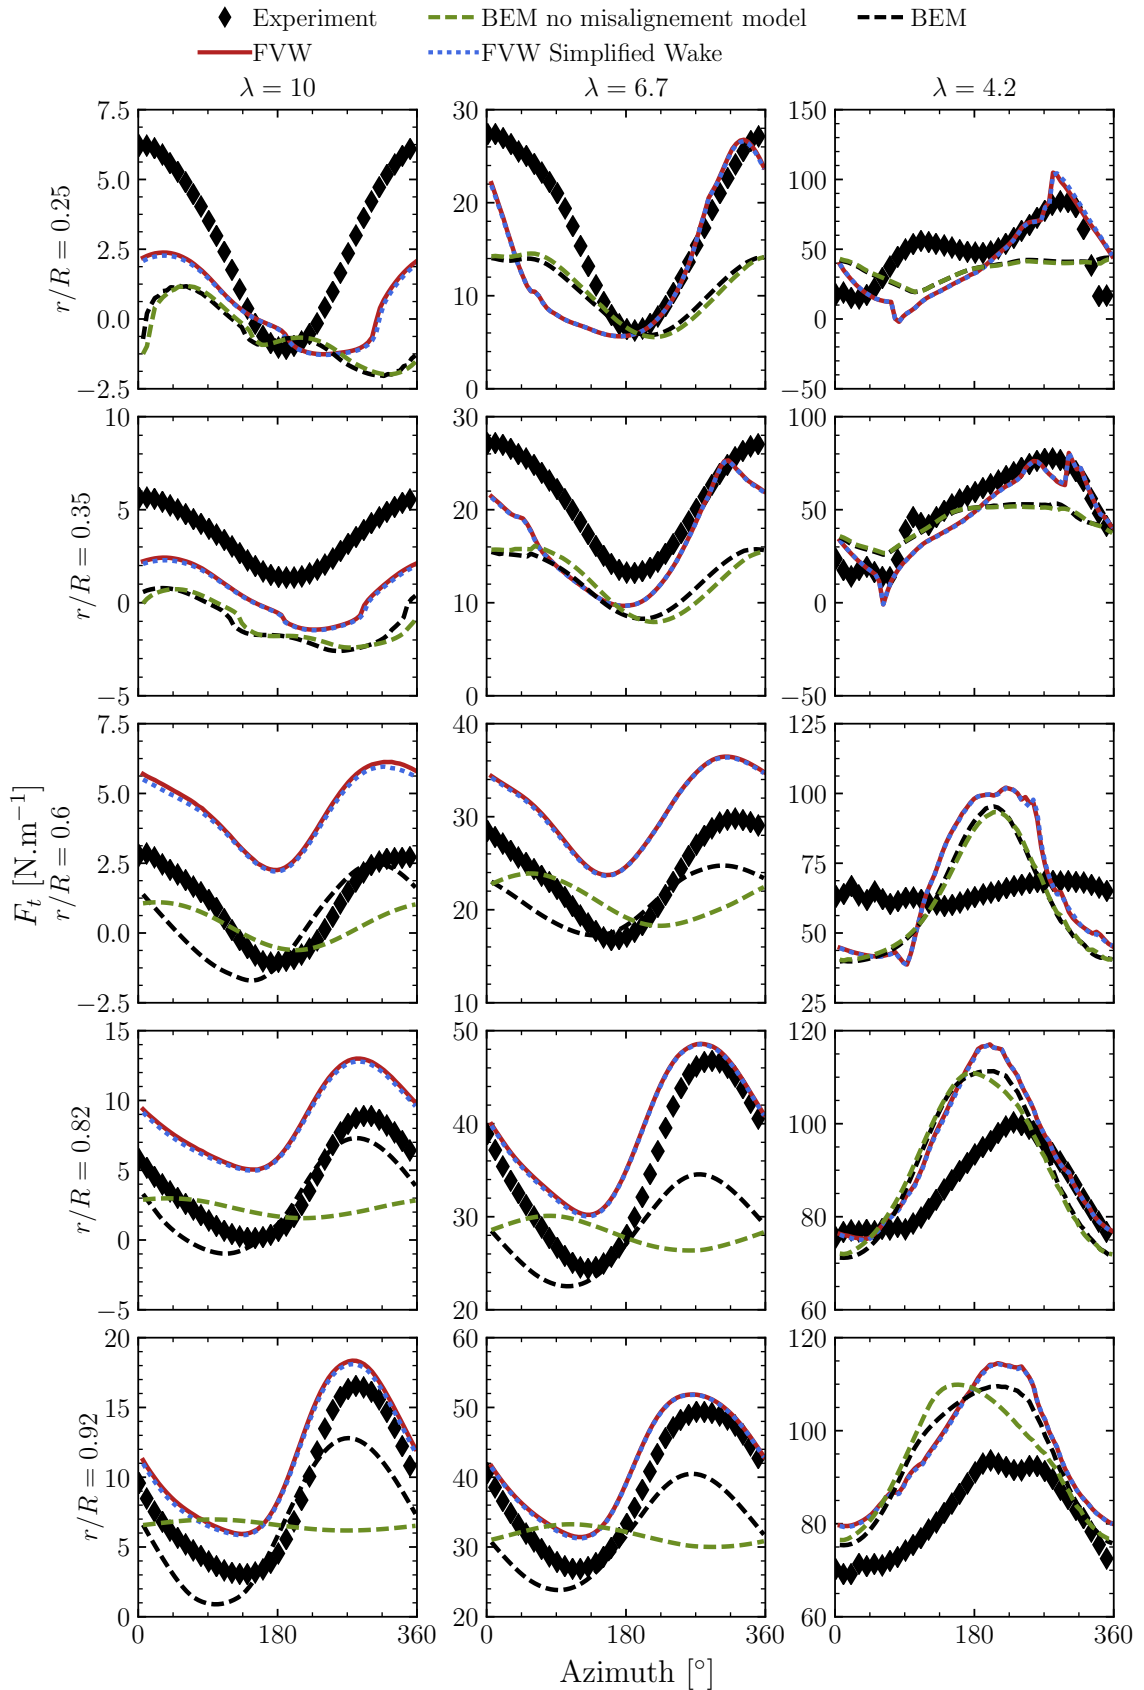 Experiment BEM no misalignement model BEM
FVW FVW Simplified Wake
λ = 10 λ = 6.7 λ = 4.2
7.5 30 150
5.0 20 100
2.5 10 50
0.0 0 0
−2.5 −50
r/R = 0.25
10 30 100
5 20 50
0 10 0
−5 0 −50
r/R = 0.35
7.5 40 125
5.0 30 100
2.5 20 75
0.0 10 50
−2.5 25
F_t [N.m⁻¹]
r/R = 0.6
15 50 120
10 40 100
5 30 80
0 20 60
−5
r/R = 0.82
20 60 120
15 50 100
10 40 80
5 30 60
0 20
r/R = 0.92
0 180 360 0 180 360 0 180 360
Azimuth [°]